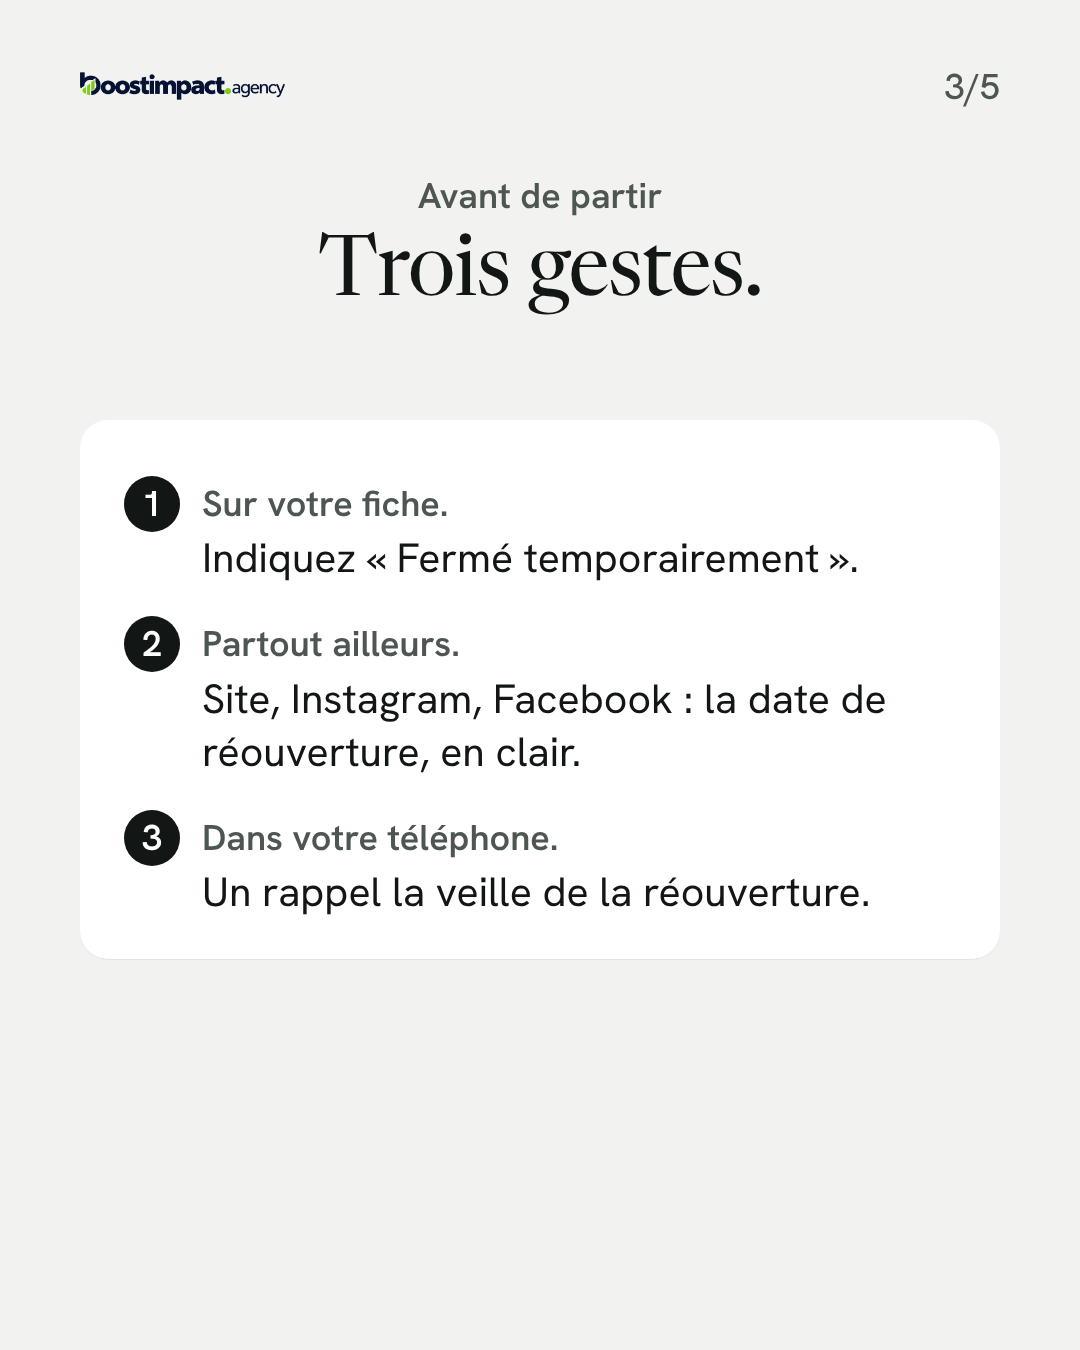 boostimpact.agency
3/5
Avant de partir
Trois gestes.
1 Sur votre fiche.
Indiquez « Fermé temporairement ».
2 Partout ailleurs.
Site, Instagram, Facebook : la date de
réouverture, en clair.
3 Dans votre téléphone.
Un rappel la veille de la réouverture.